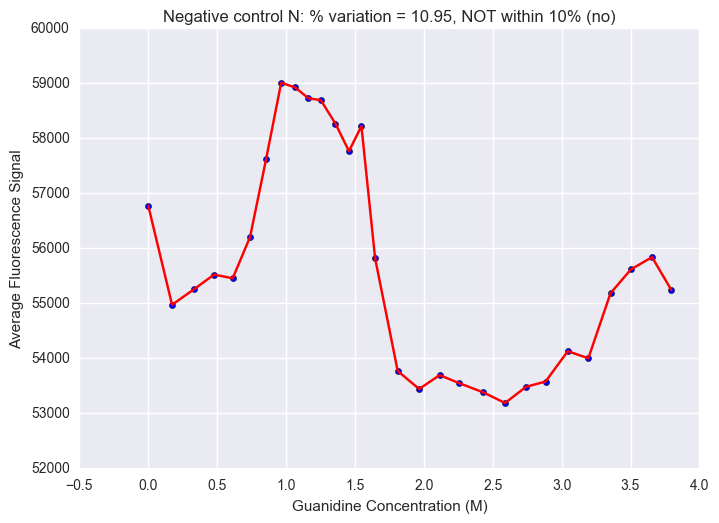 Negative control N: % variation = 10.95, NOT within 10% (no)
60000
59000
58000
57000
56000
55000
54000
53000
52000
Average Fluorescence Signal
−0.5 0.0 0.5 1.0 1.5 2.0 2.5 3.0 3.5 4.0
Guanidine Concentration (M)